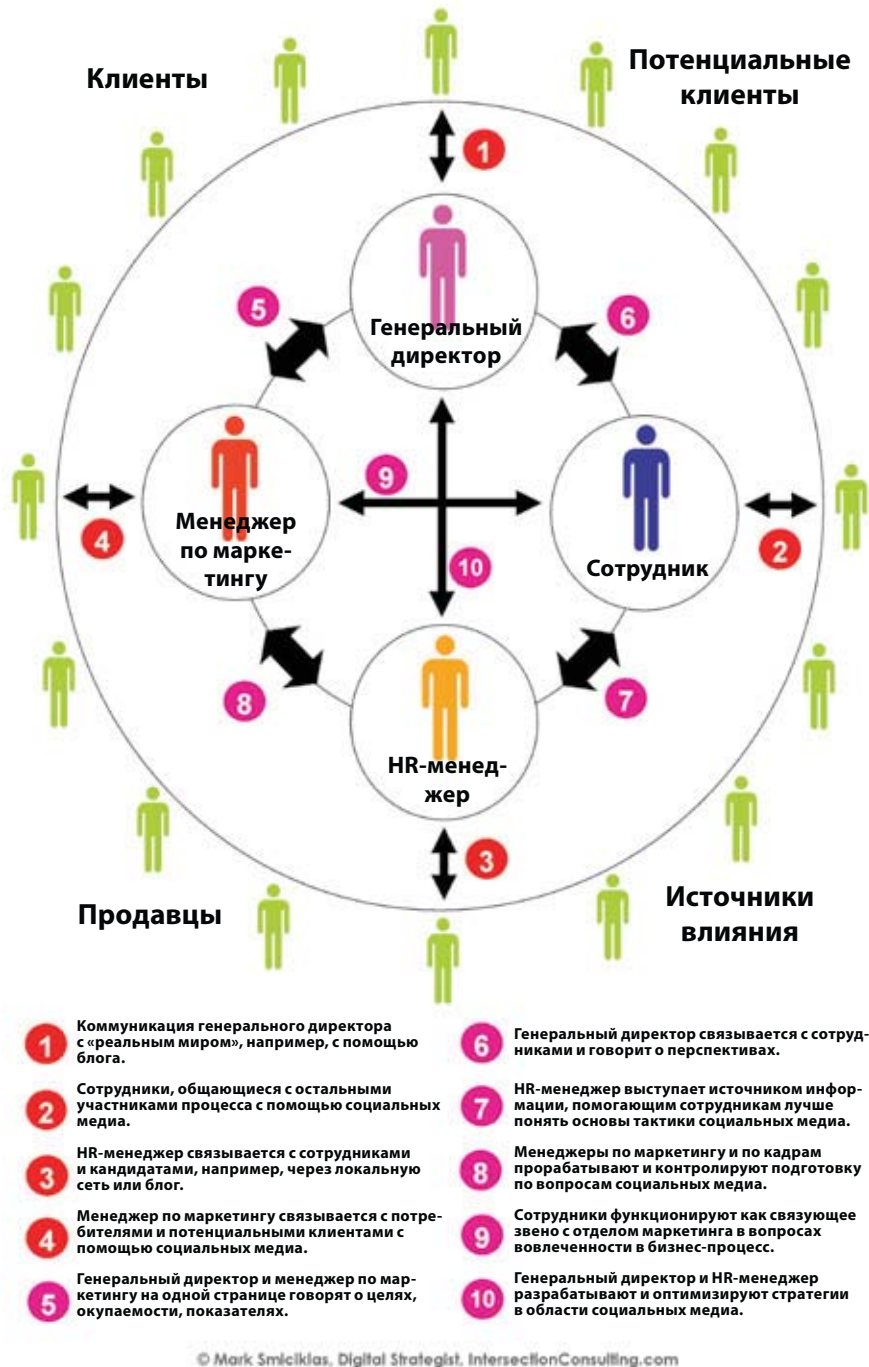 Клиенты
Потенциальные
клиенты
1
5
6
Генеральный
директор
9
Менеджер
по марке-
тингу
4
Сотрудник
2
10
8
7
HR-менед-
жер
3
Продавцы
Источники
влияния
1
Коммуникация генерального директора
с «реальным миром», например, с помощью
блога.
2
Сотрудники, общающиеся с остальными
участниками процесса с помощью социальных
медиа.
3
HR-менеджер связывается с сотрудниками
и кандидатами, например, через локальную
сеть или блог.
4
Менеджер по маркетингу связывается с потре-
бителями и потенциальными клиентами с
помощью социальных медиа.
5
Генеральный директор и менеджер по мар-
кетингу на одной странице говорят о целях,
окупаемости, показателях.
6
Генеральный директор связывается с сотруд-
никами и говорит о перспективах.
7
HR-менеджер выступает источником инфор-
мации, помогающим сотрудникам лучше
понять основы тактики социальных медиа.
8
Менеджеры по маркетингу и по кадрам
прорабатывают и контролируют подготовку
по вопросам социальных медиа.
9
Сотрудники функционируют как связующее
звено с отделом маркетинга в вопросах
вовлеченности в бизнес-процесс.
10
Генеральный директор и HR-менеджер
разрабатывают и оптимизируют стратегии
в области социальных медиа.
© Mark Smiciklas, Digital Strategist, IntersectionConsulting.com